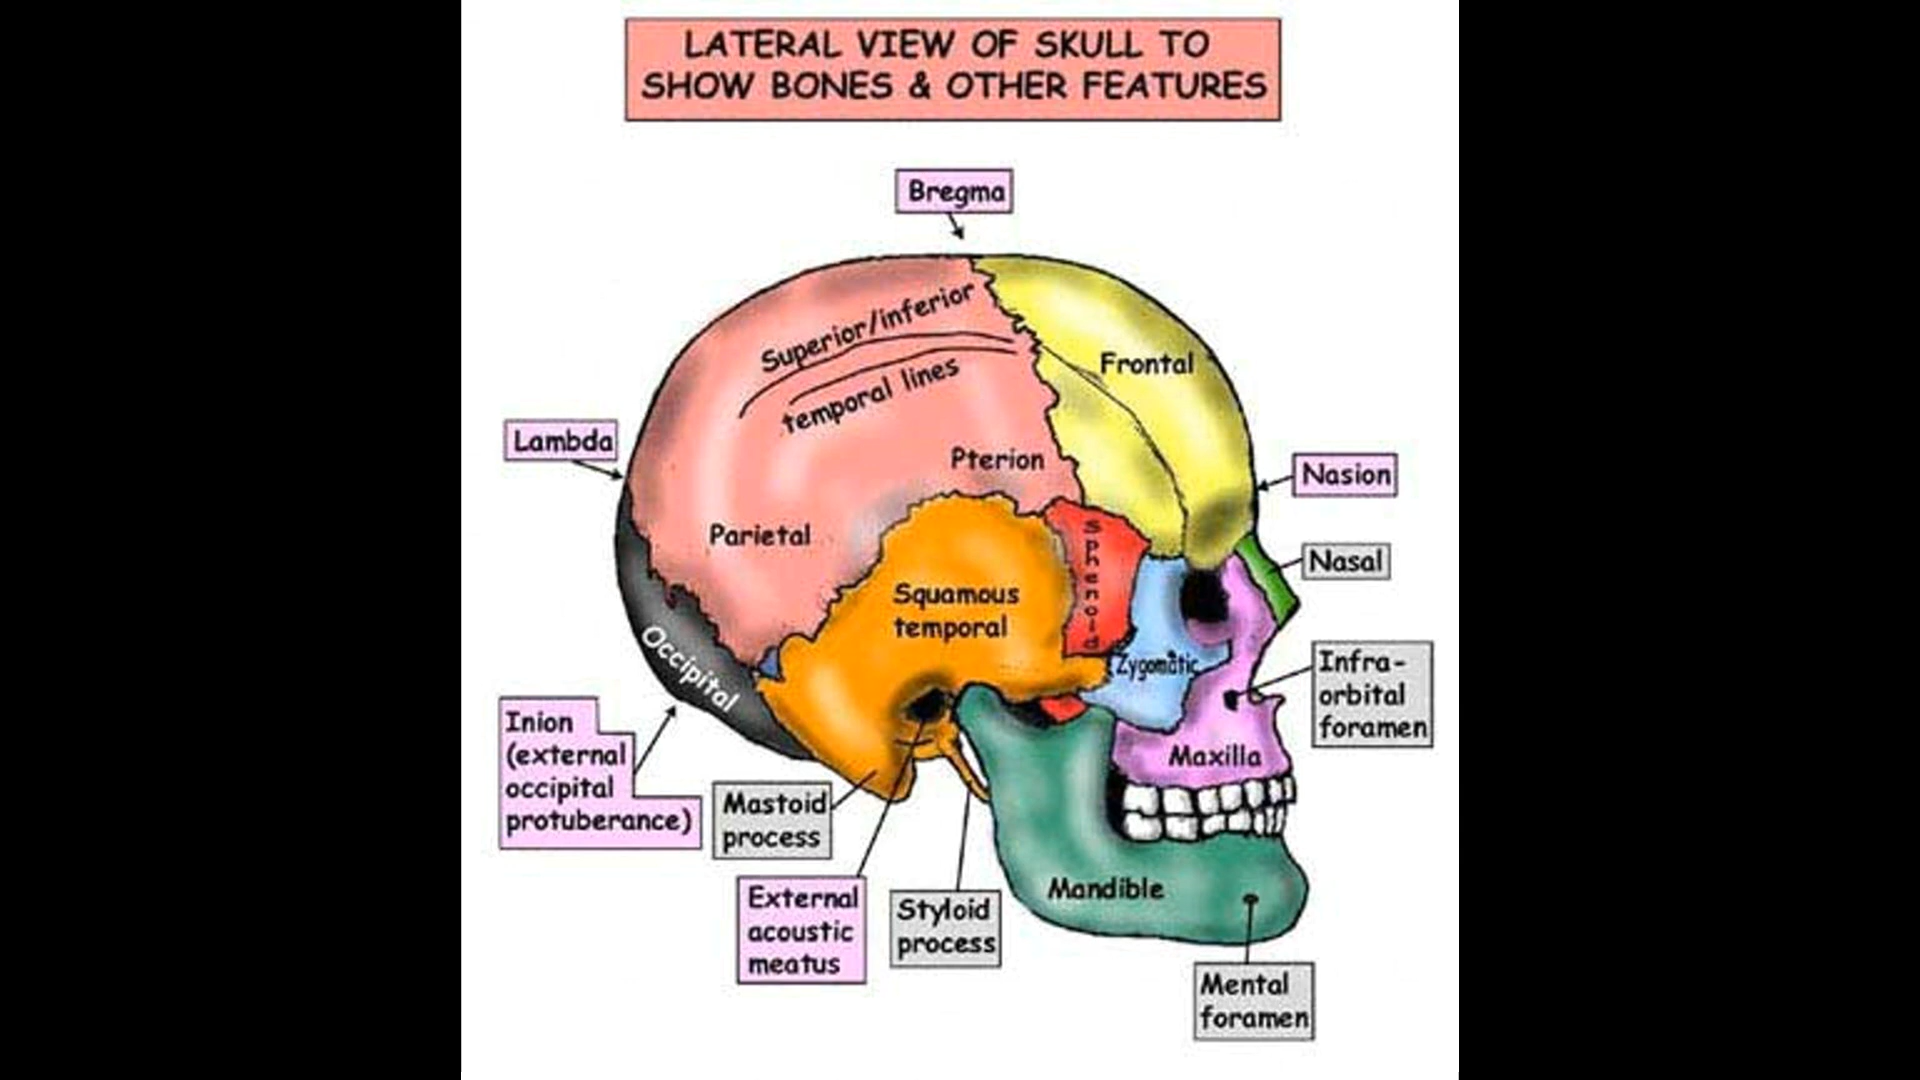 LATERAL VIEW OF SKULL TO
SHOW BONES & OTHER FEATURES
Bregma
Superior/inferior
temporal lines
Frontal
Lambda
Pterion
Nasion
Parietal
Sphenoid
Nasal
Squamous
temporal
Occipital
Zygomatic
Infra-
orbital
foramen
Inion
(external
occipital
protuberance)
Maxilla
Mastoid
process
External
acoustic
meatus
Styloid
process
Mandible
Mental
foramen